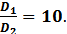 D₁/D₂ = 10.